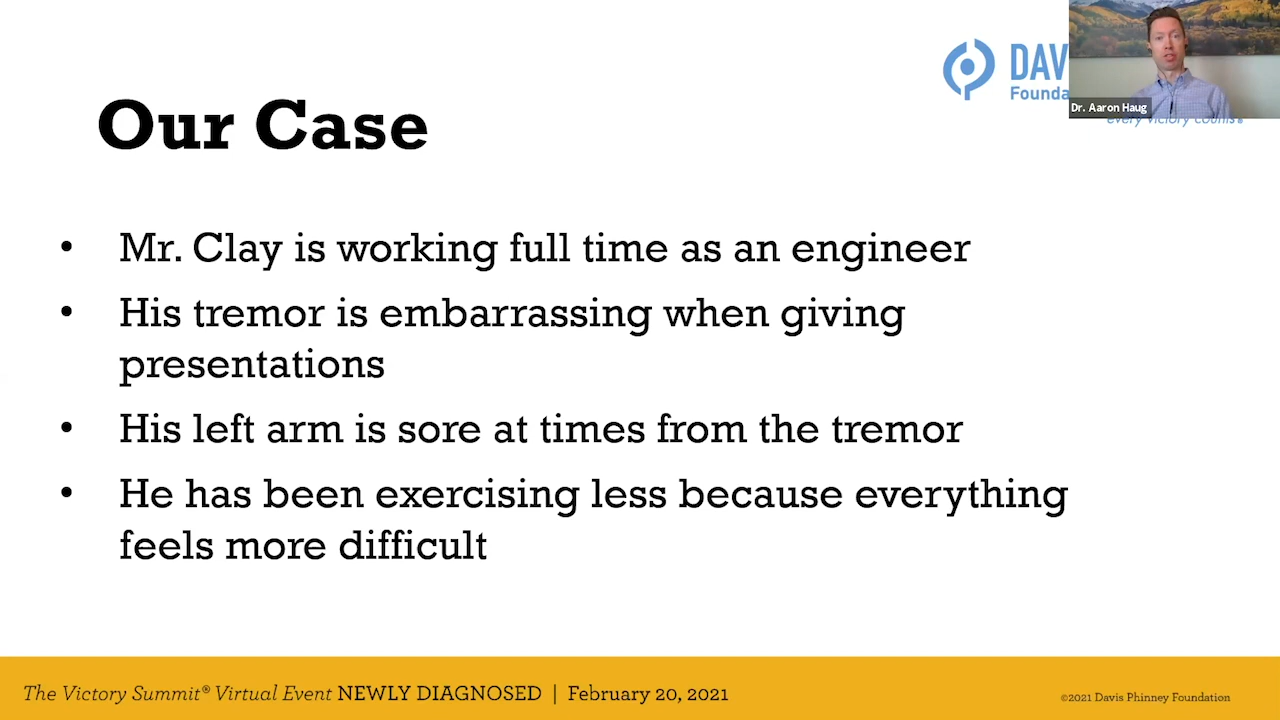 DAV
Founda
Dr. Aaron Haug
every victory counts®
Our Case
• Mr. Clay is working full time as an engineer
• His tremor is embarrassing when giving
presentations
• His left arm is sore at times from the tremor
• He has been exercising less because everything
feels more difficult
The Victory Summit® Virtual Event NEWLY DIAGNOSED | February 20, 2021
©2021 Davis Phinney Foundation